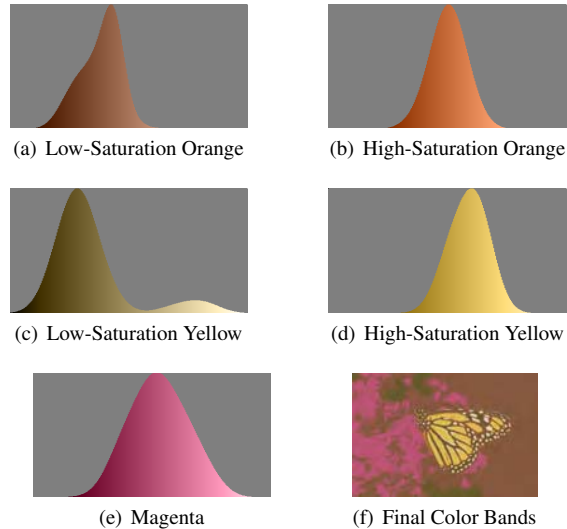 (a) Low-Saturation Orange
(b) High-Saturation Orange
(c) Low-Saturation Yellow
(d) High-Saturation Yellow
(e) Magenta
(f) Final Color Bands